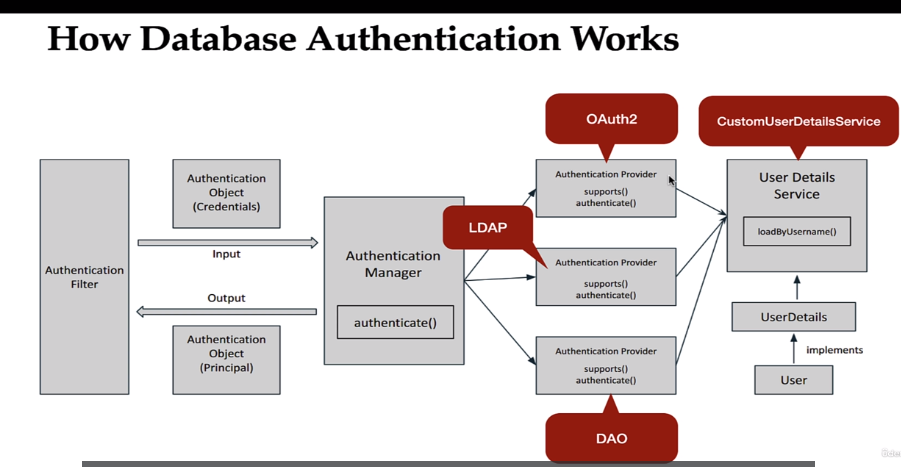 How Database Authentication Works
OAuth2
CustomUserDetailsService
Authentication
Object
(Credentials)
Authentication Provider
supports()
authenticate()
User Details
Service
loadByUsername()
LDAP
Input
Authentication
Manager
authenticate()
Authentication
Filter
Authentication Provider
supports()
authenticate()
Output
Authentication
Object
(Principal)
UserDetails
implements
User
Authentication Provider
supports()
authenticate()
DAO